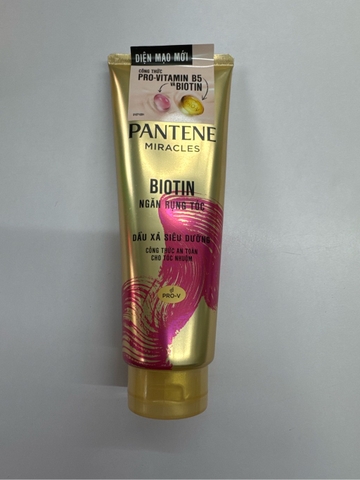 DIỆN MẠO MỚI
CÔNG THỨC
PRO-VITAMIN B5
VÀ BIOTIN
PANTENE
MIRACLES
BIOTIN
NGĂN RỤNG TÓC
DẦU XẢ SIÊU DƯỠNG
CÔNG THỨC AN TOÀN
CHO TÓC NHUỘM
PRO-V